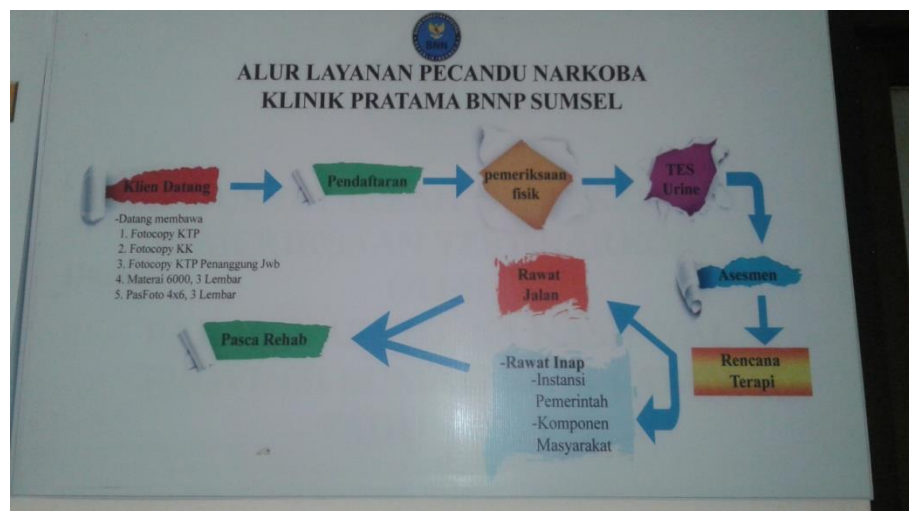 BNN
ALUR LAYANAN PECANDU NARKOBA
KLINIK PRATAMA BNNP SUMSEL
Klien Datang
Pendaftaran
pemeriksaan
fisik
TES
Urine
-Datang membawa
1. Fotocopy KTP
2. Fotocopy KK
3. Fotocopy KTP Penanggung Jwb
4. Materai 6000, 3 Lembar
5. PasFoto 4x6, 3 Lembar
Asesmen
Rencana
Terapi
Rawat
Jalan
-Rawat Inap
-Instansi
Pemerintah
-Komponen
Masyarakat
Pasca Rehab